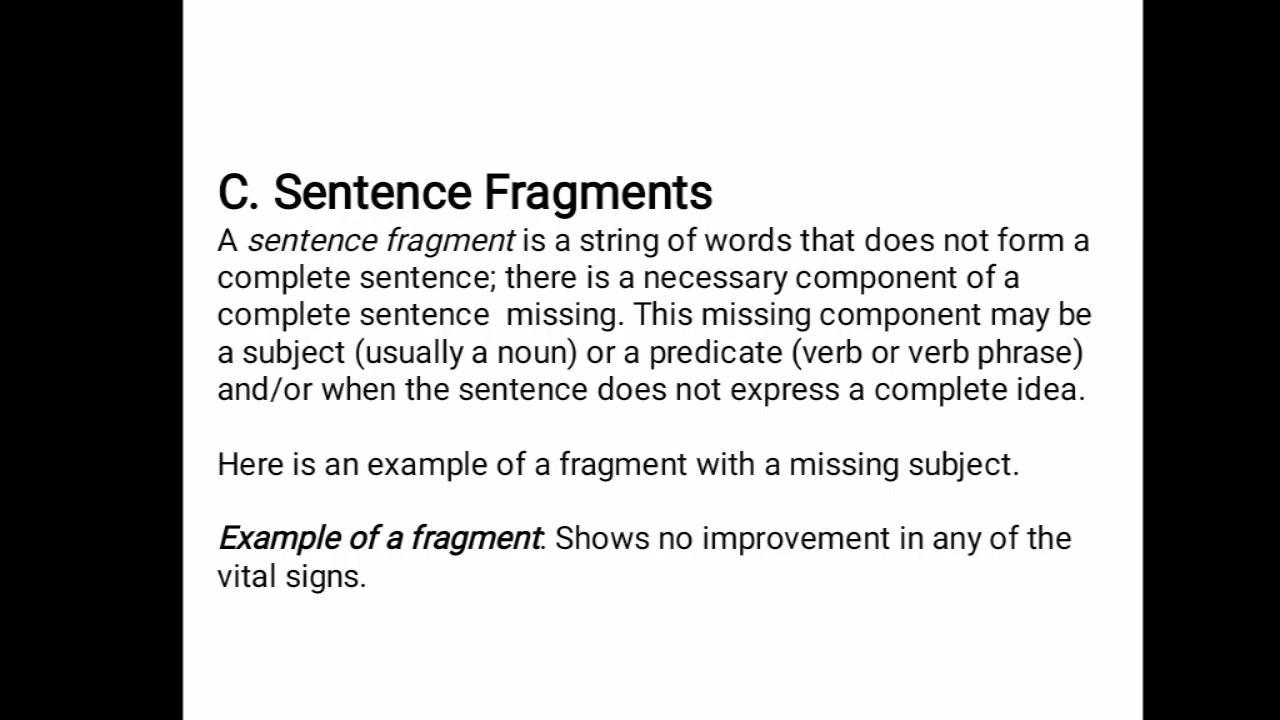 C. Sentence Fragments
A sentence fragment is a string of words that does not form a
complete sentence; there is a necessary component of a
complete sentence  missing. This missing component may be
a subject (usually a noun) or a predicate (verb or verb phrase)
and/or when the sentence does not express a complete idea.
Here is an example of a fragment with a missing subject.
Example of a fragment: Shows no improvement in any of the
vital signs.